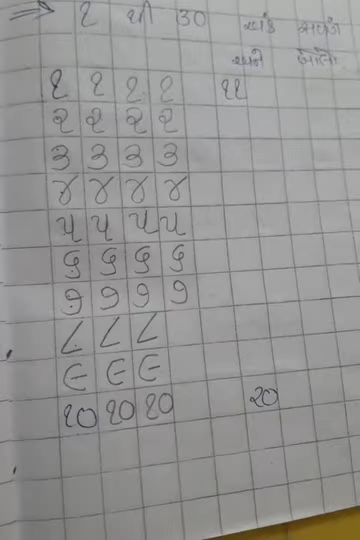 ⇒ ૧ થી ૩૦ અંક સમજો
અને બોલો
૧ ૧ ૧ ૧ ૧૧
૨ ૨ ૨ ૨
૩ ૩ ૩ ૩
૪ ૪ ૪ ૪
૫ ૫ ૫ ૫
૬ ૬ ૬ ૬
૭ ૭ ૭ ૭
૮ ૮ ૮
૯ ૯ ૯
૧૦ ૧૦ ૧૦ ૨૦